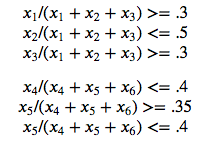 x₁/(x₁ + x₂ + x₃) >= .3
x₂/(x₁ + x₂ + x₃) <= .5
x₃/(x₁ + x₂ + x₃) >= .3
x₄/(x₄ + x₅ + x₆) <= .4
x₅/(x₄ + x₅ + x₆) >= .35
x₅/(x₄ + x₅ + x₆) <= .4